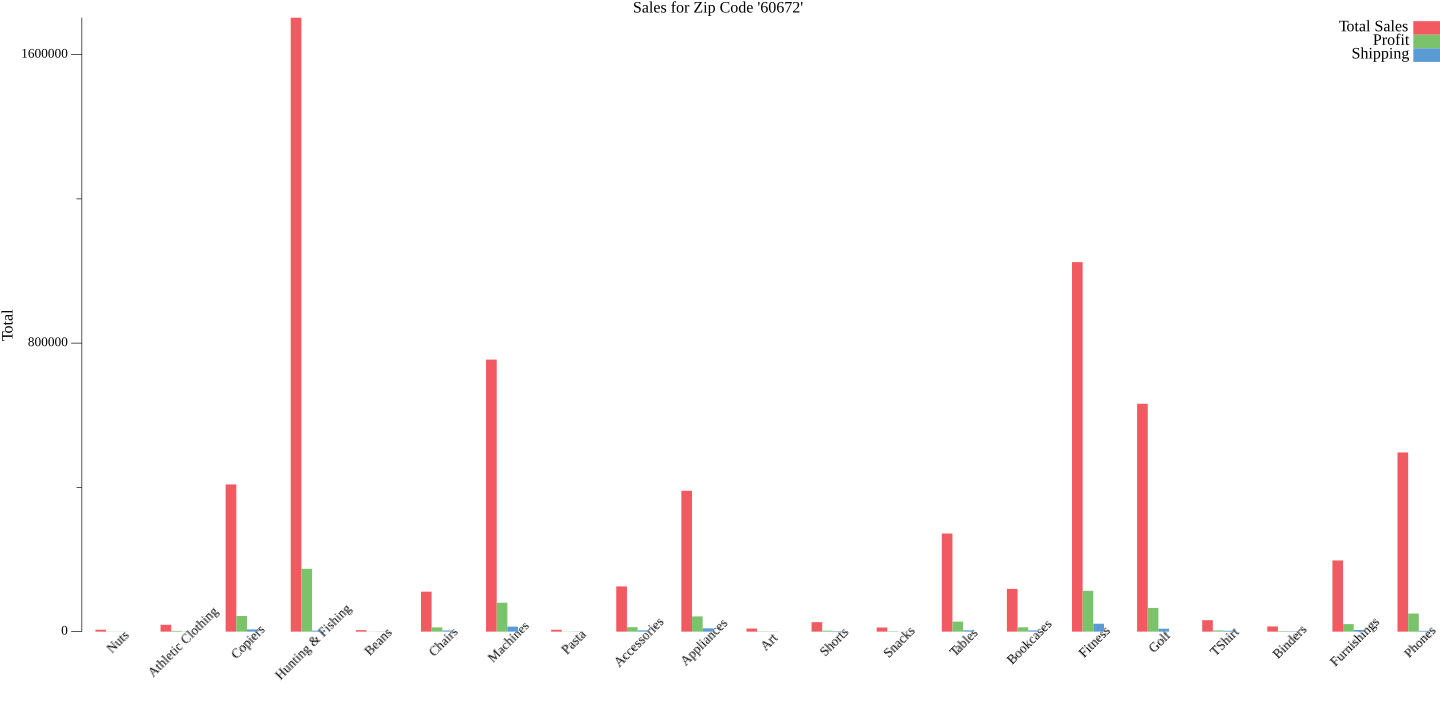 Sales for Zip Code '60672'
Total Sales
Profit
Shipping
1600000
800000
0
Total
Nuts
Athletic Clothing
Copiers
Hunting & Fishing
Beans
Chairs
Machines
Pasta
Accessories
Appliances
Art
Shorts
Snacks
Tables
Bookcases
Fitness
Golf
TShirt
Binders
Furnishings
Phones